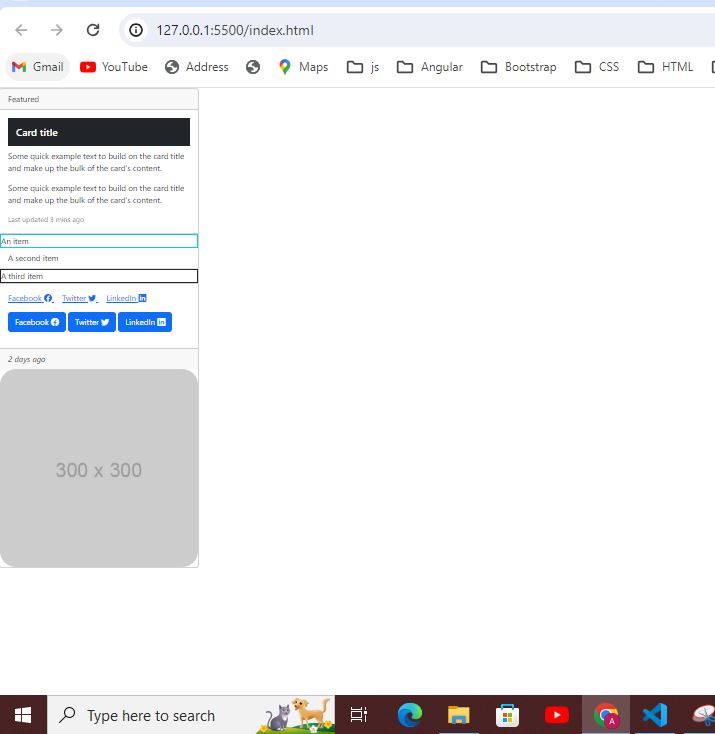 127.0.0.1:5500/index.html
Gmail YouTube Address Maps js Angular Bootstrap CSS HTML
Featured
Card title
Some quick example text to build on the card title
and make up the bulk of the card's content.
Some quick example text to build on the card title
and make up the bulk of the card's content.
Last updated 3 mins ago
An item
A second item
A third item
Facebook Twitter LinkedIn
Facebook Twitter LinkedIn
2 days ago
300 x 300
Type here to search
A